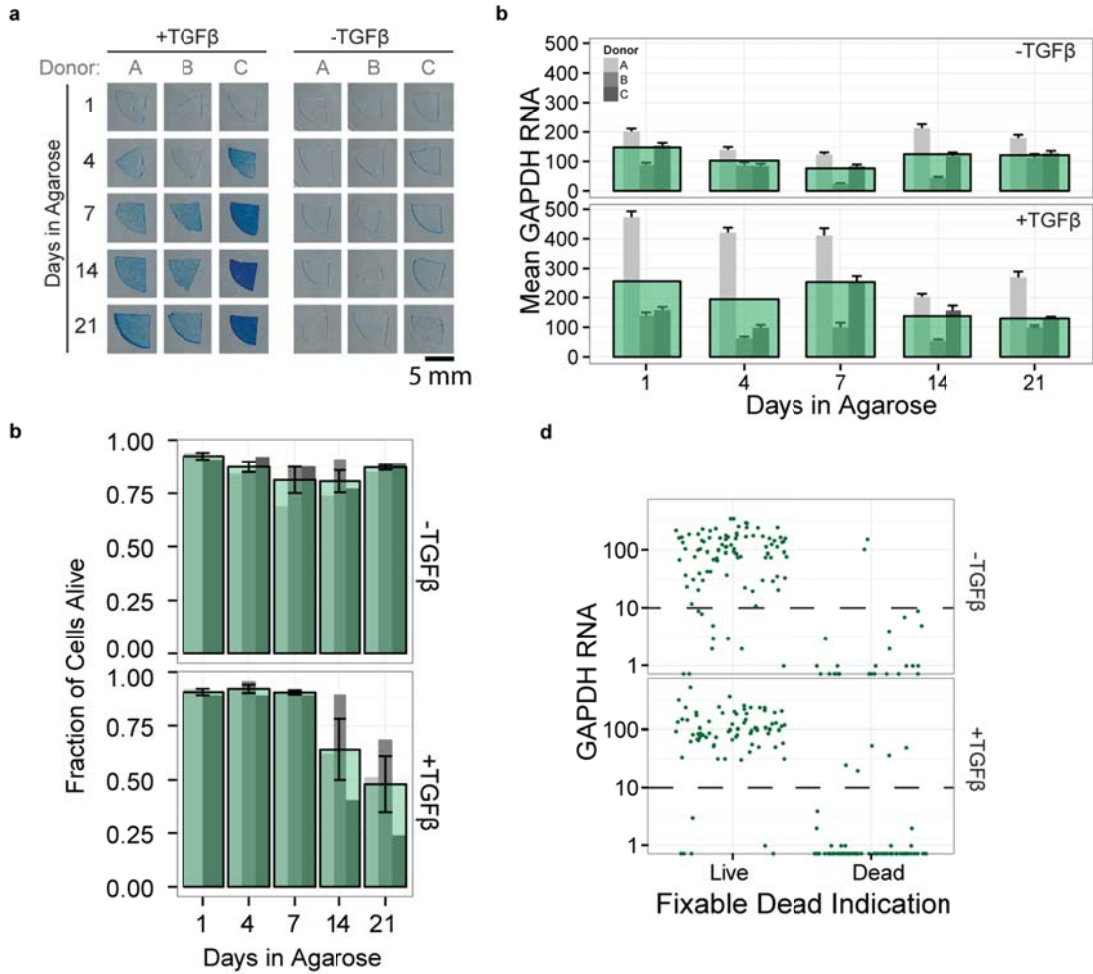 a
+TGFβ -TGFβ
Donor: A B C A B C
Days in Agarose
1
4
7
14
21
5 mm
b
Mean GAPDH RNA
Donor
A
B
C
-TGFβ
500
400
300
200
100
0
+TGFβ
500
400
300
200
100
0
1 4 7 14 21
Days in Agarose
b
Fraction of Cells Alive
1.00
0.75
0.50
0.25
0.00
-TGFβ
1.00
0.75
0.50
0.25
0.00
+TGFβ
1 4 7 14 21
Days in Agarose
d
GAPDH RNA
100
10
1
-TGFβ
100
10
1
+TGFβ
Live Dead
Fixable Dead Indication